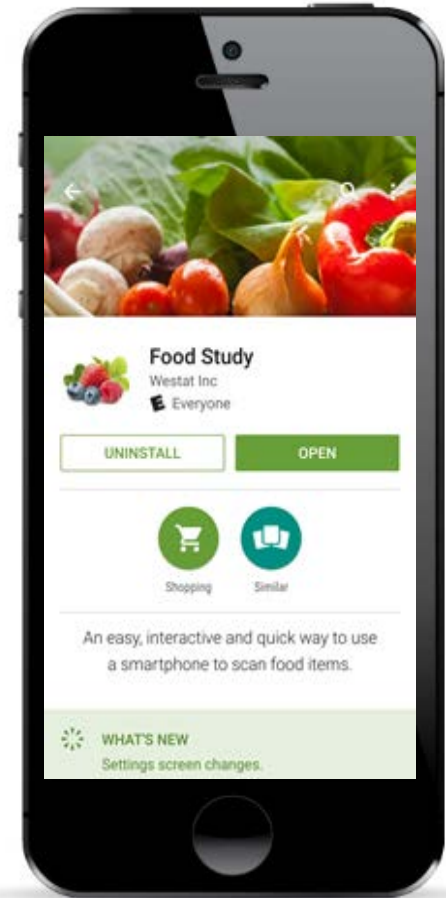 Food Study
Westat Inc
E Everyone
UNINSTALL
OPEN
Shopping
Similar
An easy, interactive and quick way to use
a smartphone to scan food items.
WHAT'S NEW
Settings screen changes.